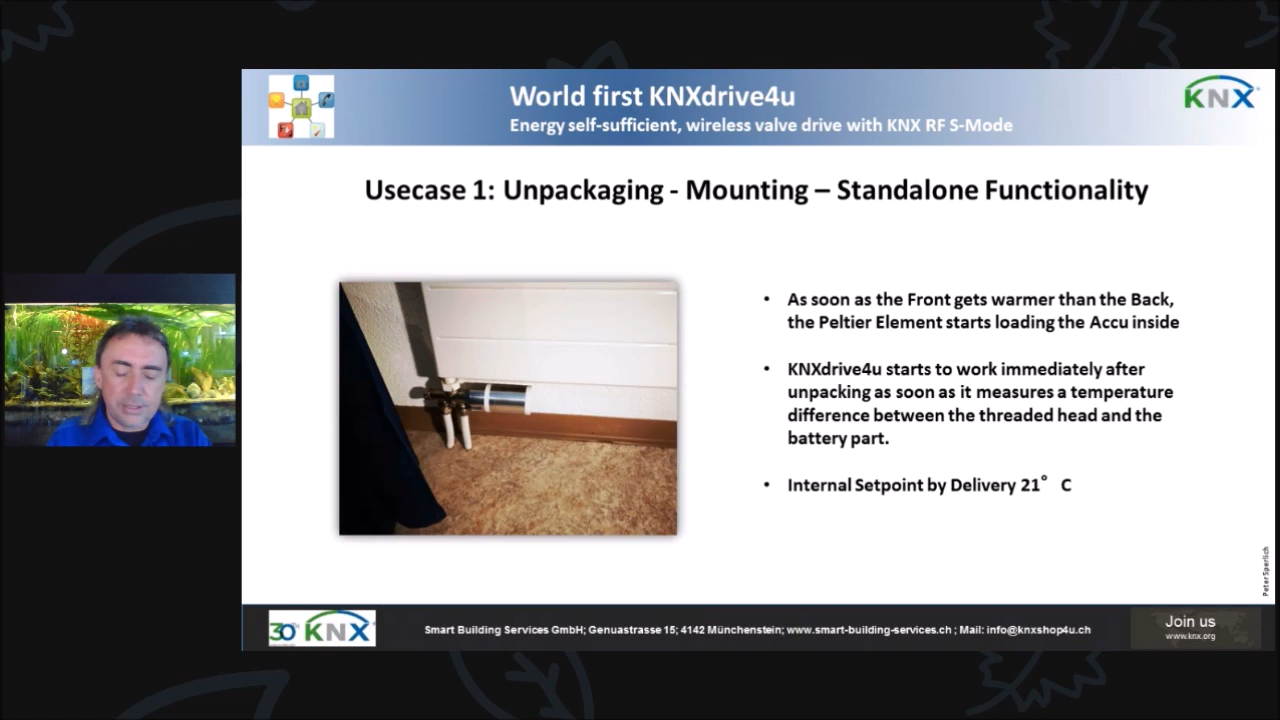 World first KNXdrive4u
Energy self-sufficient, wireless valve drive with KNX RF S-Mode
KNX
Usecase 1: Unpackaging - Mounting – Standalone Functionality
• As soon as the Front gets warmer than the Back,
the Peltier Element starts loading the Accu inside
• KNXdrive4u starts to work immediately after
unpacking as soon as it measures a temperature
difference between the threaded head and the
battery part.
• Internal Setpoint by Delivery 21° C
Peter Sperlich
30 KNX
Smart Building Services GmbH; Genuastrasse 15; 4142 Münchenstein; www.smart-building-services.ch ; Mail: info@knxshop4u.ch
Join us
www.knx.org